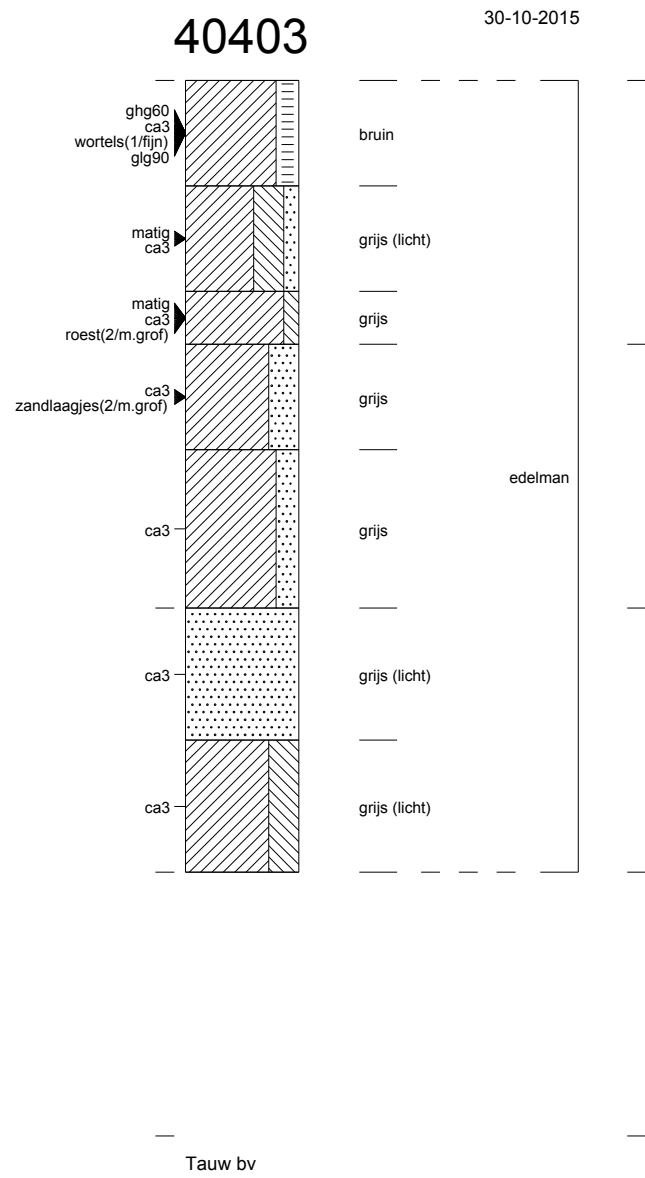 40403
30-10-2015
ghg60
ca3
wortels(1/fijn)
glg90
bruin
matig
ca3
grijs (licht)
matig
ca3
roest(2/m.grof)
grijs
ca3
zandlaagjes(2/m.grof)
grijs
edelman
ca3
grijs
ca3
grijs (licht)
ca3
grijs (licht)
Tauw bv